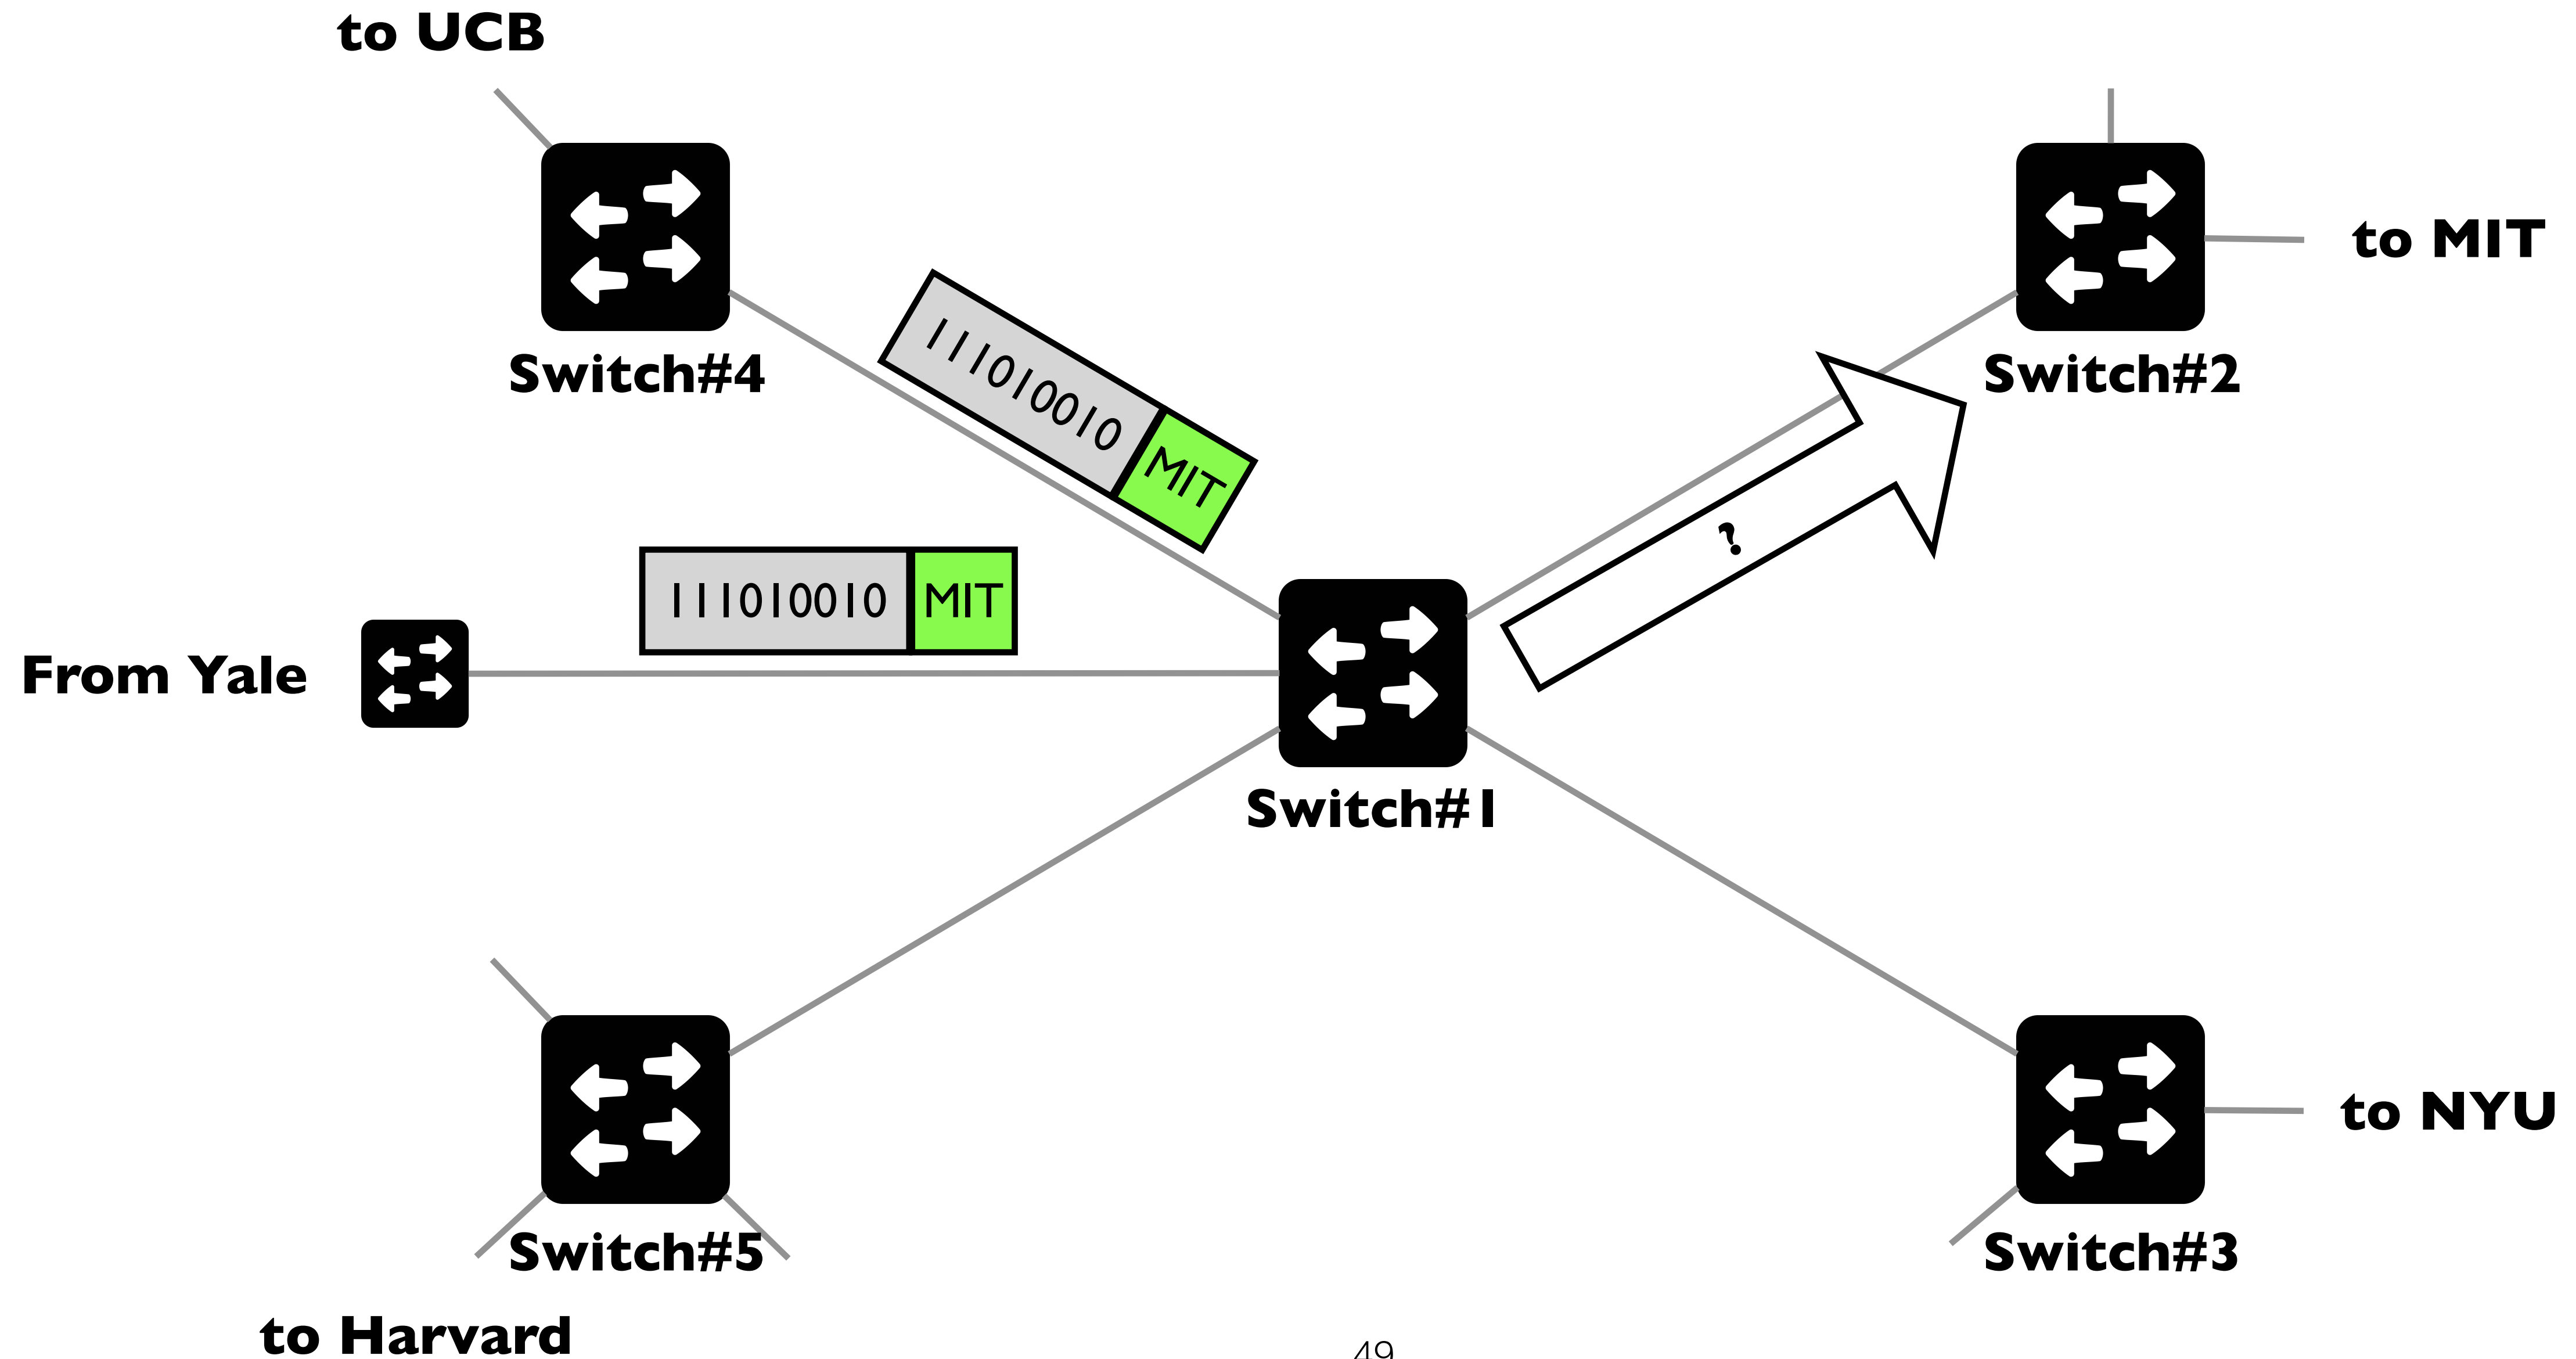 to UCB
to MIT
Switch#4
Switch#2
111010010 MIT
?
111010010 MIT
From Yale
Switch#1
to NYU
Switch#5
Switch#3
to Harvard
49